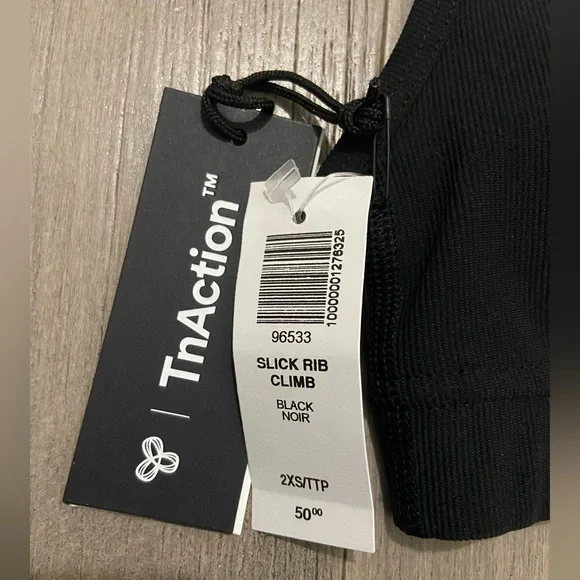 TnAction™
10000001276325
96533
SLICK RIB
CLIMB
BLACK
NOIR
2XS/TTP
50⁰⁰